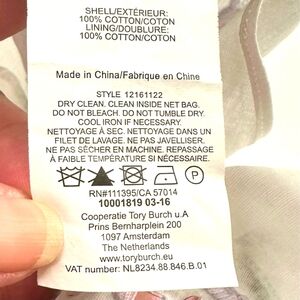 SHELL/EXTÉRIEUR:
100% COTTON/COTON
LINING/DOUBLURE:
100% COTTON/COTON
Made in China/Fabrique en Chine
STYLE 12161122
DRY CLEAN. CLEAN INSIDE NET BAG.
DO NOT BLEACH. DO NOT TUMBLE DRY.
COOL IRON IF NECESSARY.
NETTOYAGE À SEC. NETTOYAGE DANS UN
FILET DE LAVAGE. NE PAS JAVELLISER.
NE PAS SÉCHER EN MACHINE. REPASSAGE
À FAIBLE TEMPÉRATURE SI NÉCESSAIRE.
P
RN#111395/CA 57014
10001819 03-16
Cooperatie Tory Burch u.A
Prins Bernharplein 200
1097 Amsterdam
The Netherlands
www.toryburch.eu
VAT number: NL8234.88.846.B.01